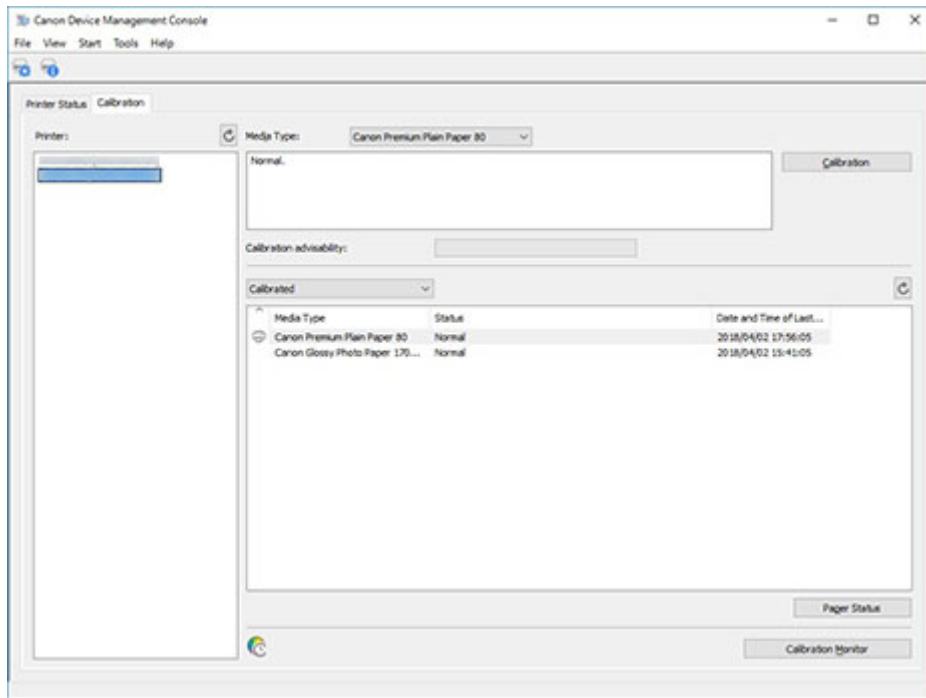 Canon Device Management Console
File View Start Tools Help
Printer Status Calibration
Printer: Media Type: Canon Premium Plain Paper 80
Normal.
Calibration
Calibration advisability:
Calibrated
Media Type Status Date and Time of Last...
Canon Premium Plain Paper 80 Normal 2018/04/02 17:56:05
Canon Glossy Photo Paper 170... Normal 2018/04/02 15:41:05
Pager Status
Calibration Monitor